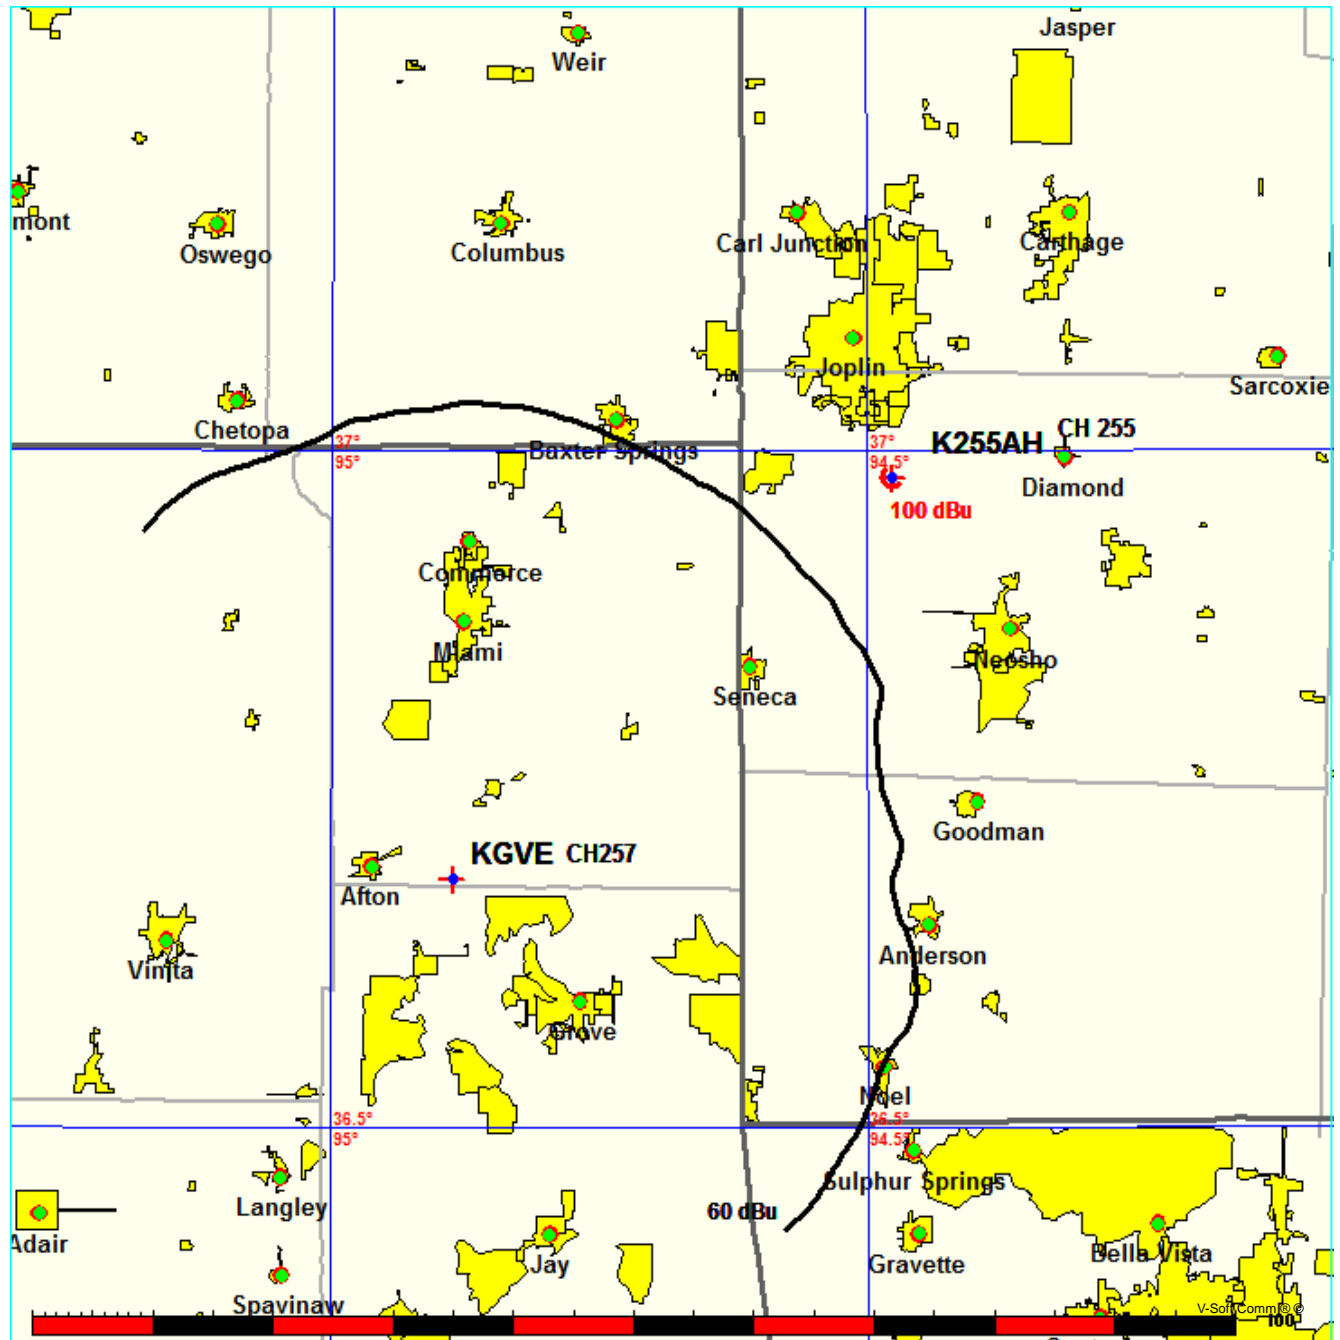 Jasper
Weir
mont
Oswego
Columbus
Carl Junction
Carthage
Joplin
Sarcoxie
Chetopa
Baxter Springs
37°
95°
37°
94.5°
K255AH CH 255
Diamond
100 dBu
Commerce
Miami
Seneca
Neosho
Goodman
KGVE CH257
Afton
Vinita
Anderson
Grove
Noel
36.5°
95°
36.5°
94.5°
Sulphur Springs
Langley
60 dBu
Adair
Jay
Gravette
Bella Vista
Spavinaw
V-Soft Comm® ©
100